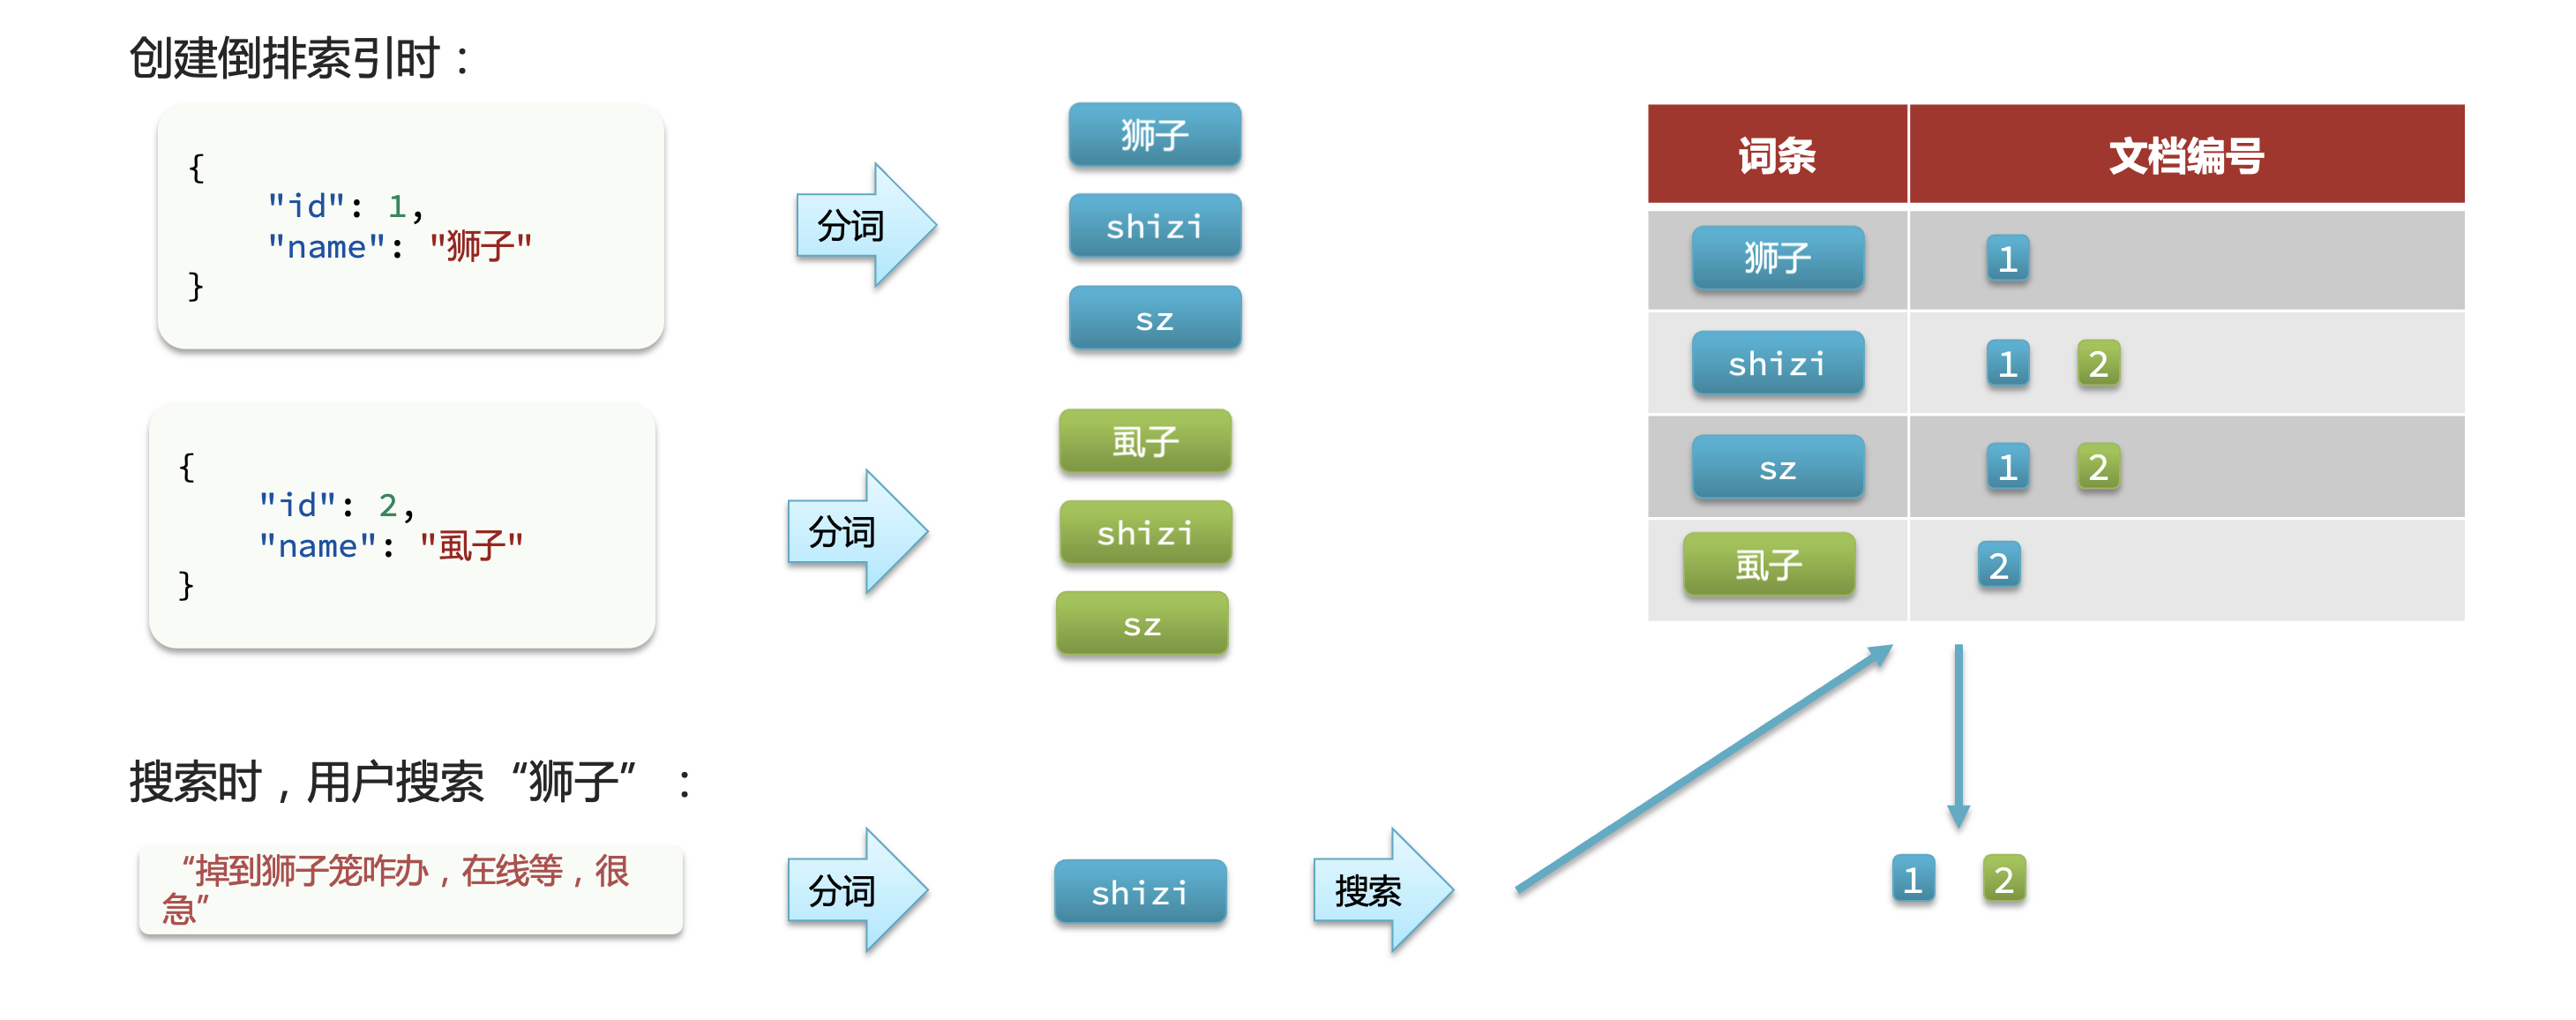 创建倒排索引时：
{
"id": 1,
"name": "狮子"
}
分词
狮子
shizi
sz
{
"id": 2,
"name": "虱子"
}
分词
虱子
shizi
sz
词条 文档编号
狮子 1
shizi 1 2
sz 1 2
虱子 2
搜索时，用户搜索“狮子”：
“掉到狮子笼咋办，在线等，很
急”
分词
shizi
搜索
1 2